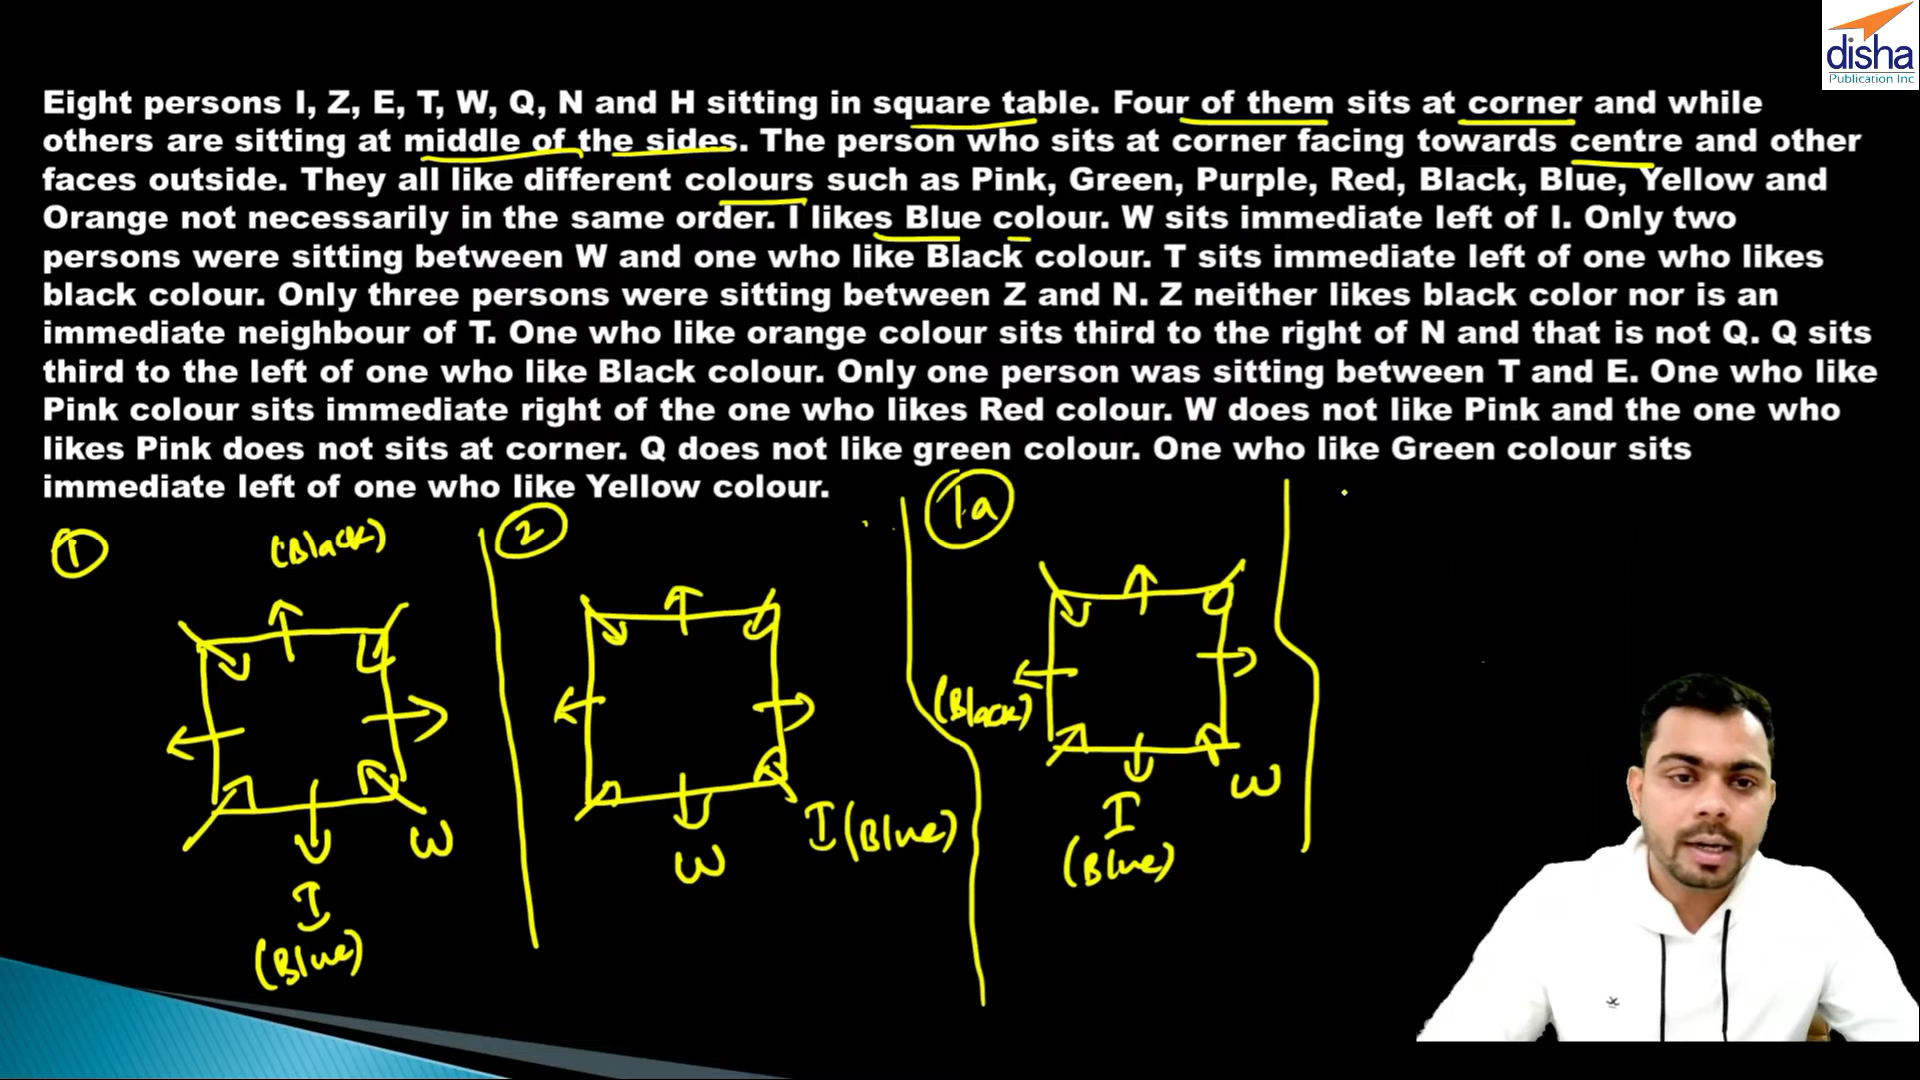 disha
Publication Inc
Eight persons I, Z, E, T, W, Q, N and H sitting in square table. Four of them sits at corner and while
others are sitting at middle of the sides. The person who sits at corner facing towards centre and other
faces outside. They all like different colours such as Pink, Green, Purple, Red, Black, Blue, Yellow and
Orange not necessarily in the same order. I likes Blue colour. W sits immediate left of I. Only two
persons were sitting between W and one who like Black colour. T sits immediate left of one who likes
black colour. Only three persons were sitting between Z and N. Z neither likes black color nor is an
immediate neighbour of T. One who like orange colour sits third to the right of N and that is not Q. Q sits
third to the left of one who like Black colour. Only one person was sitting between T and E. One who like
Pink colour sits immediate right of the one who likes Red colour. W does not like Pink and the one who
likes Pink does not sits at corner. Q does not like green colour. One who like Green colour sits
immediate left of one who like Yellow colour.
1
(Black)
I
(Blue)
W
2
W
I (Blue)
1a
(Black)
I
(Blue)
W